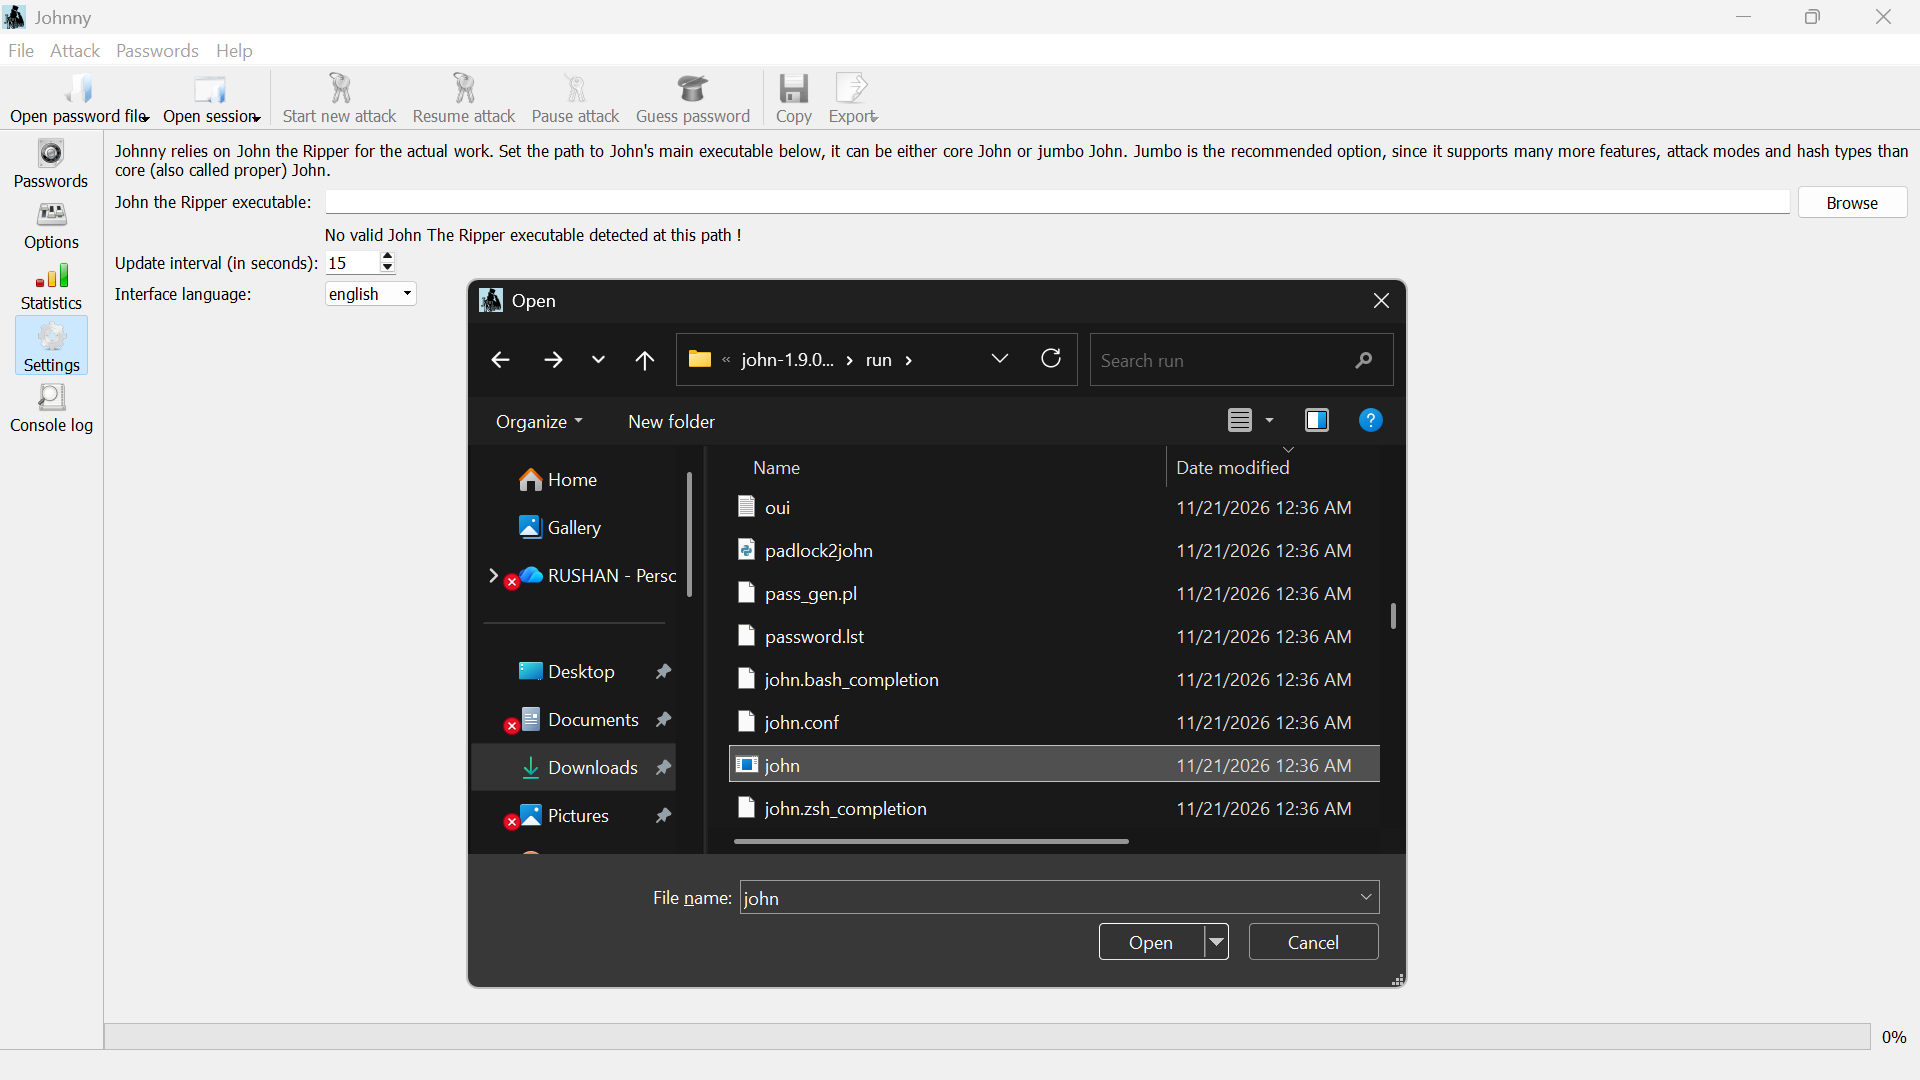 Johnny
File Attack Passwords Help
Open password file Open session Start new attack Resume attack Pause attack Guess password Copy Export
Passwords
Options
Statistics
Settings
Console log
Johnny relies on John the Ripper for the actual work. Set the path to John's main executable below, it can be either core John or jumbo John. Jumbo is the recommended option, since it supports many more features, attack modes and hash types than
core (also called proper) John.
John the Ripper executable: Browse
No valid John The Ripper executable detected at this path !
Update interval (in seconds): 15
Interface language: english
Open
« john-1.9.0... › run › Search run
Organize New folder
Home
Gallery
RUSHAN - Persc
Desktop
Documents
Downloads
Pictures
Name Date modified
oui 11/21/2026 12:36 AM
padlock2john 11/21/2026 12:36 AM
pass_gen.pl 11/21/2026 12:36 AM
password.lst 11/21/2026 12:36 AM
john.bash_completion 11/21/2026 12:36 AM
john.conf 11/21/2026 12:36 AM
john 11/21/2026 12:36 AM
john.zsh_completion 11/21/2026 12:36 AM
File name: john
Open Cancel
0%